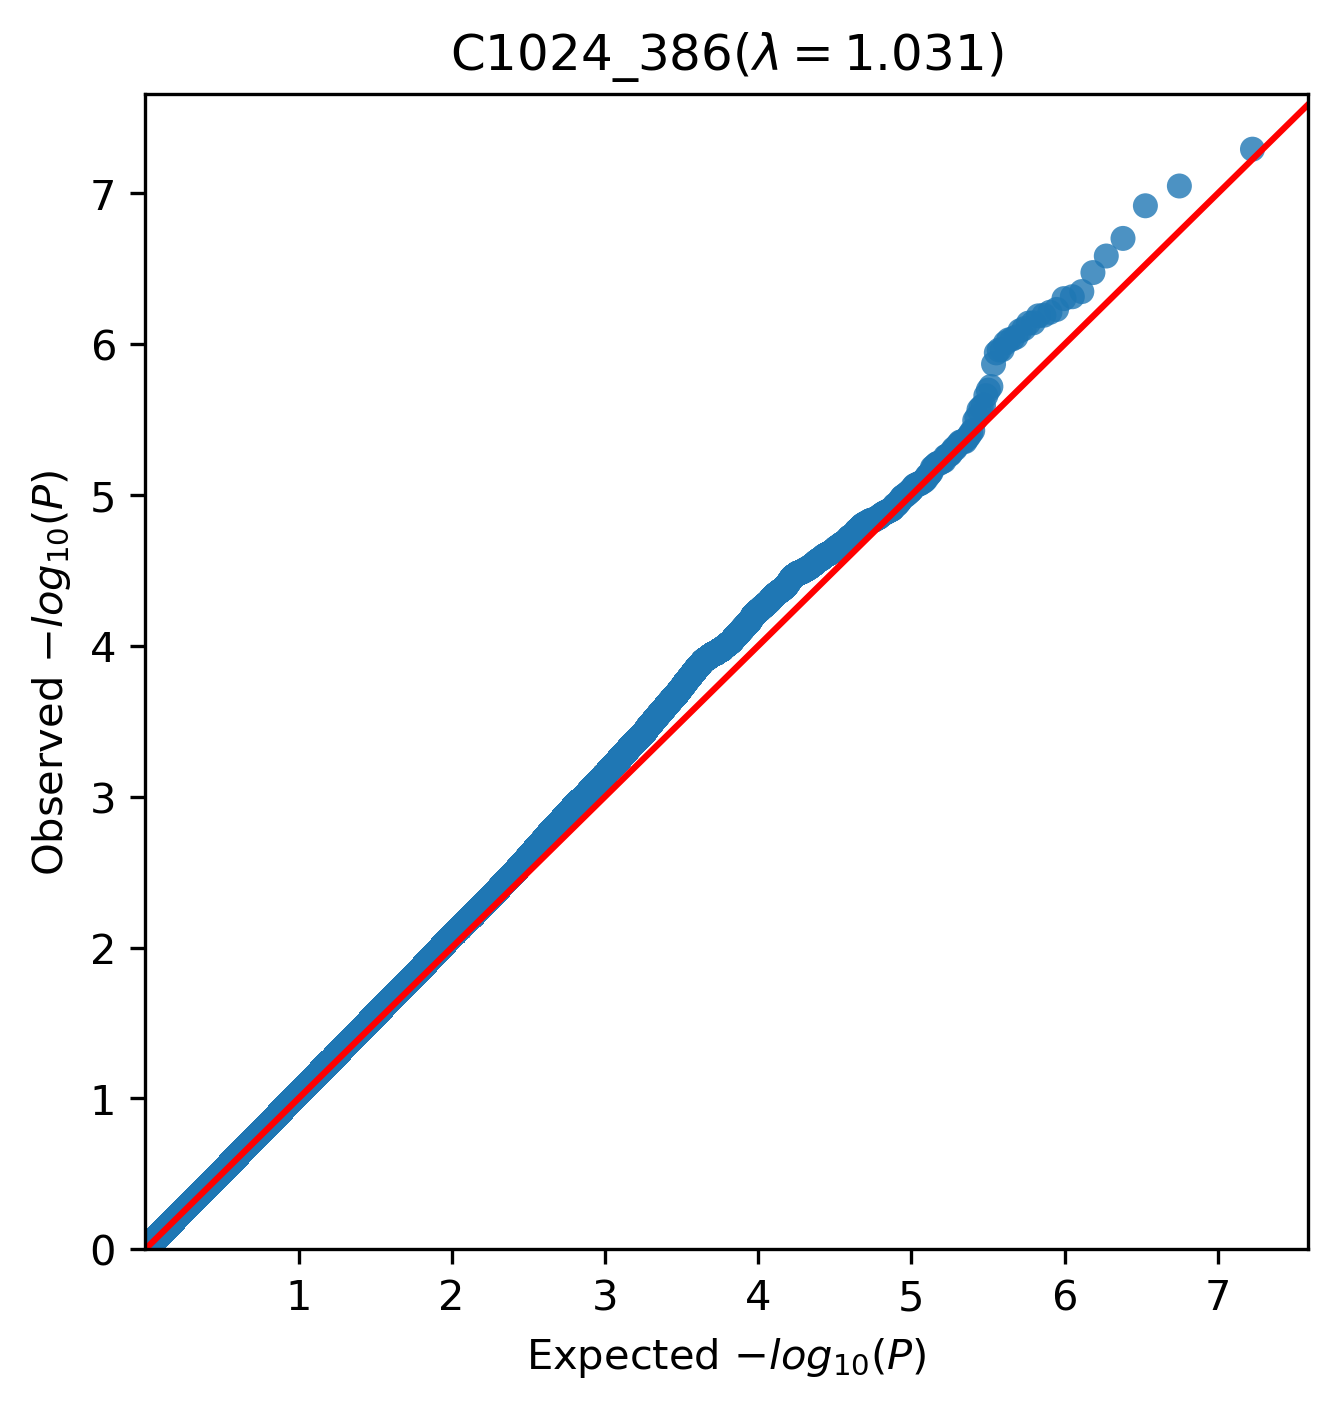 C1024_386(λ = 1.031)
Observed −log₁₀(P)
7
6
5
4
3
2
1
0
1 2 3 4 5 6 7
Expected −log₁₀(P)